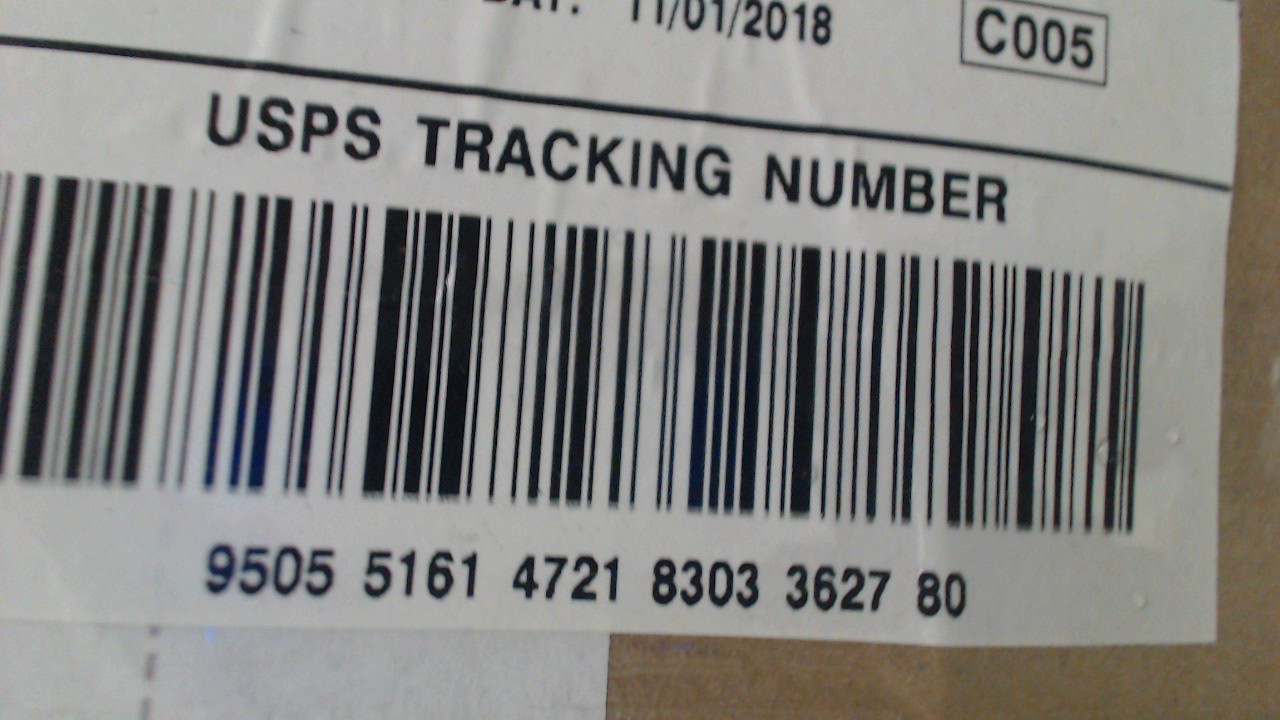 11/01/2018
C005
USPS TRACKING NUMBER
9505 5161 4721 8303 3627 80